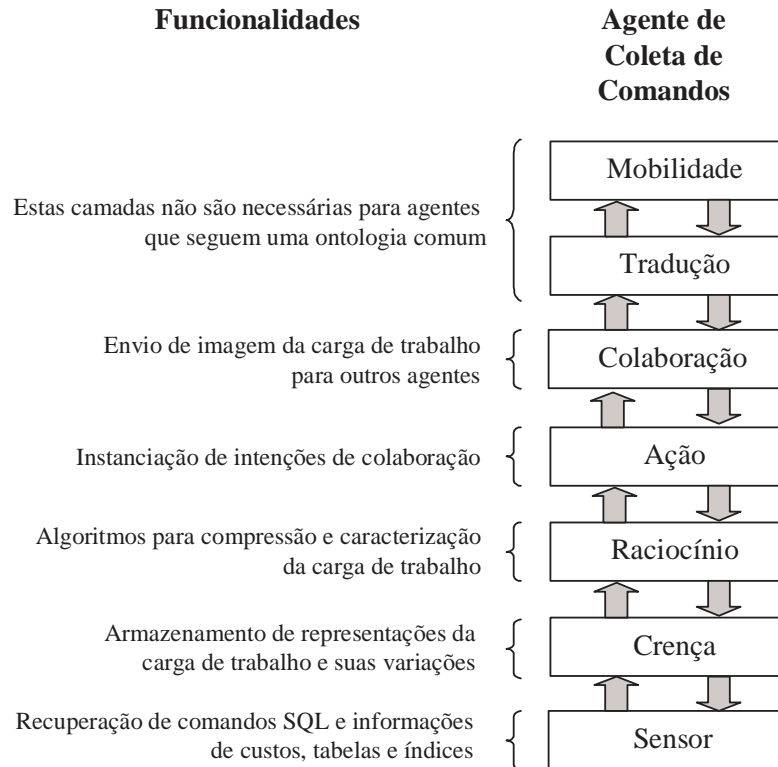 Funcionalidades
Agente de
Coleta de
Comandos
Mobilidade
Estas camadas não são necessárias para agentes
que seguem uma ontologia comum
Tradução
Envio de imagem da carga de trabalho
para outros agentes
Colaboração
Instanciação de intenções de colaboração
Ação
Algoritmos para compressão e caracterização
da carga de trabalho
Raciocínio
Armazenamento de representações da
carga de trabalho e suas variações
Crença
Recuperação de comandos SQL e informações
de custos, tabelas e índices
Sensor